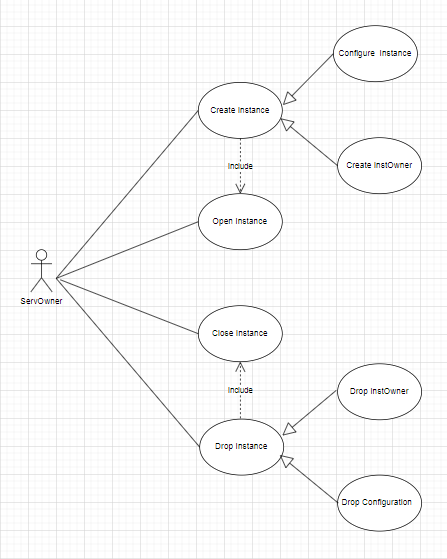 Configure Instance
Create Instance
Create InstOwner
Include
Open Instance
ServOwner
Close Instance
Include
Drop InstOwner
Drop Instance
Drop Configuration